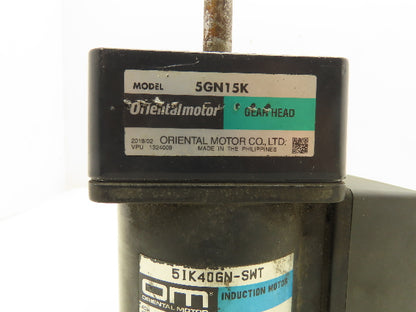 MODEL 5GN15K
Orientalmotor GEAR HEAD
2018/02 ORIENTAL MOTOR CO.,LTD.
VPU 1324009 MADE IN THE PHILIPPINES
5IK40GN-SWT
om INDUCTION MOTOR
ORIENTAL MOTOR